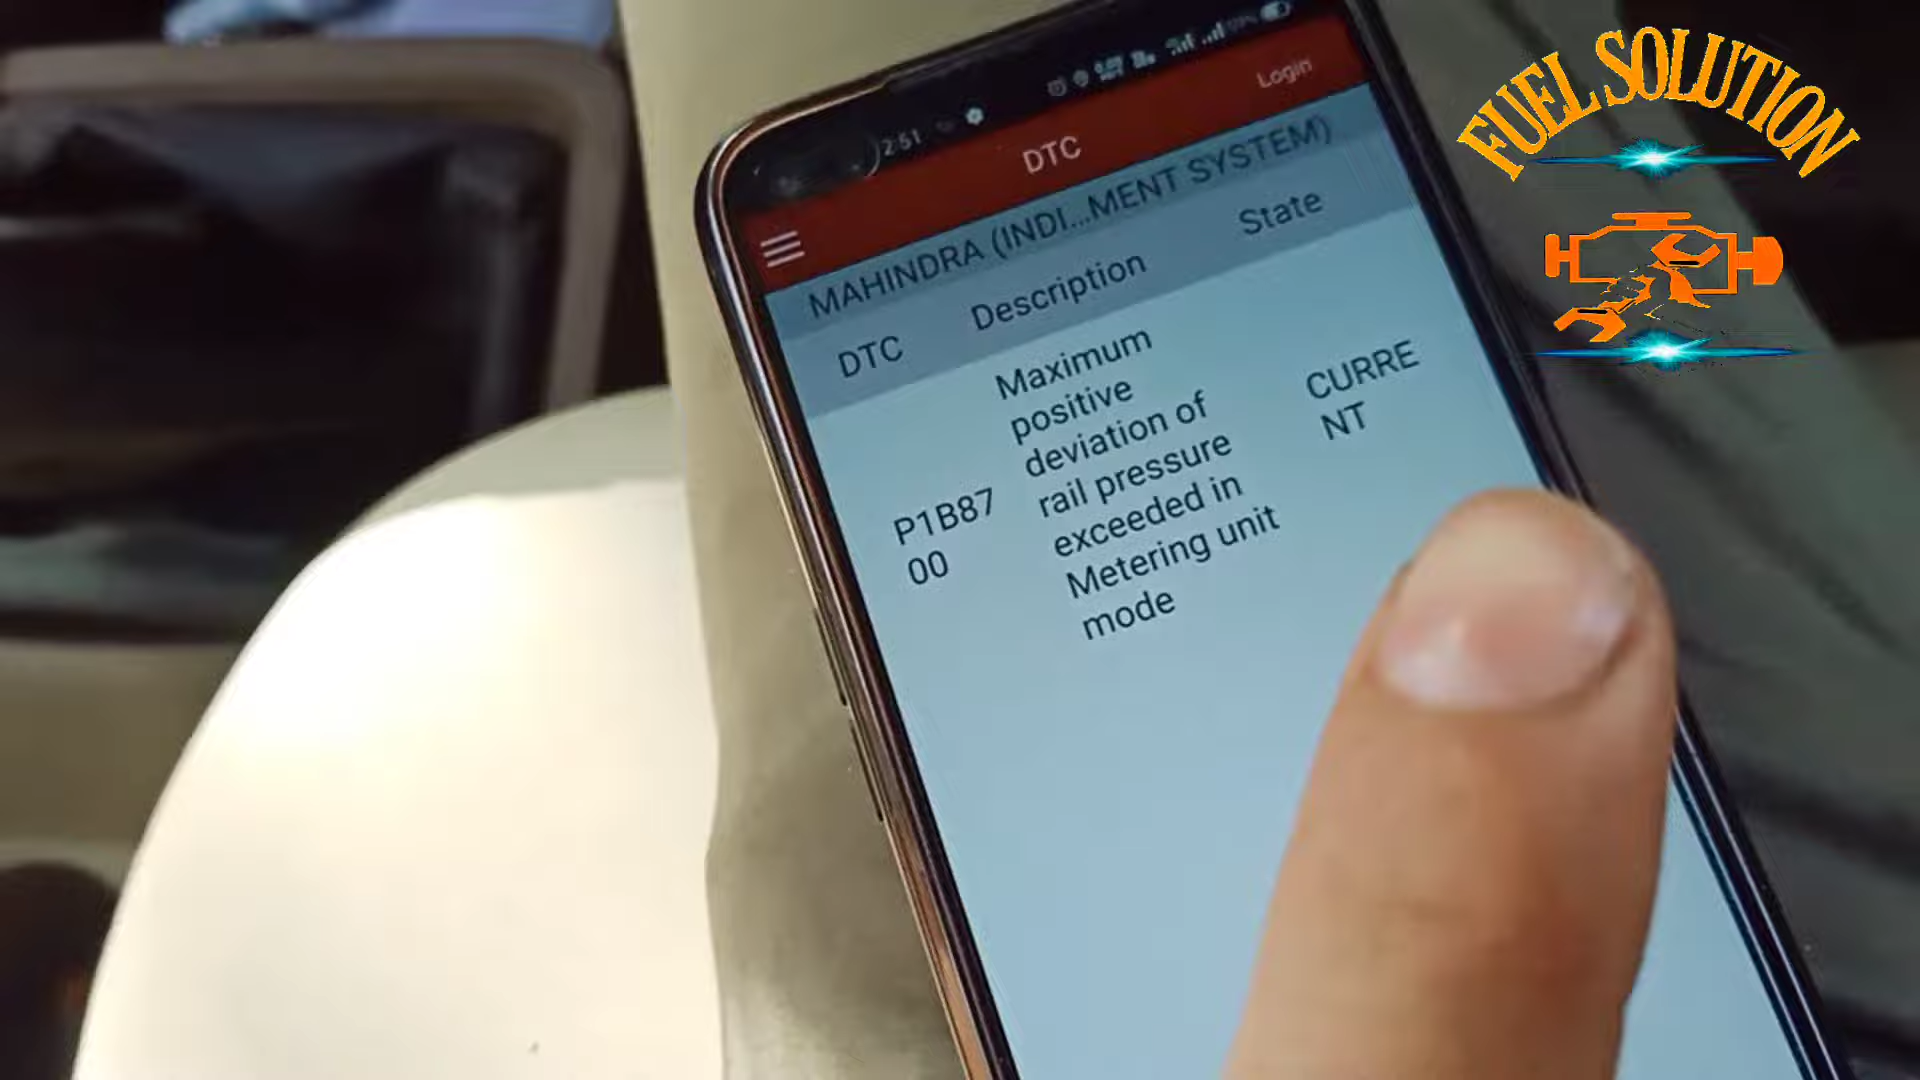 FUEL SOLUTION
2:51
Login
DTC
MAHINDRA (INDI...MENT SYSTEM)
DTC Description State
P1B87
00
Maximum
positive
deviation of
rail pressure
exceeded in
Metering unit
mode
CURRE
NT